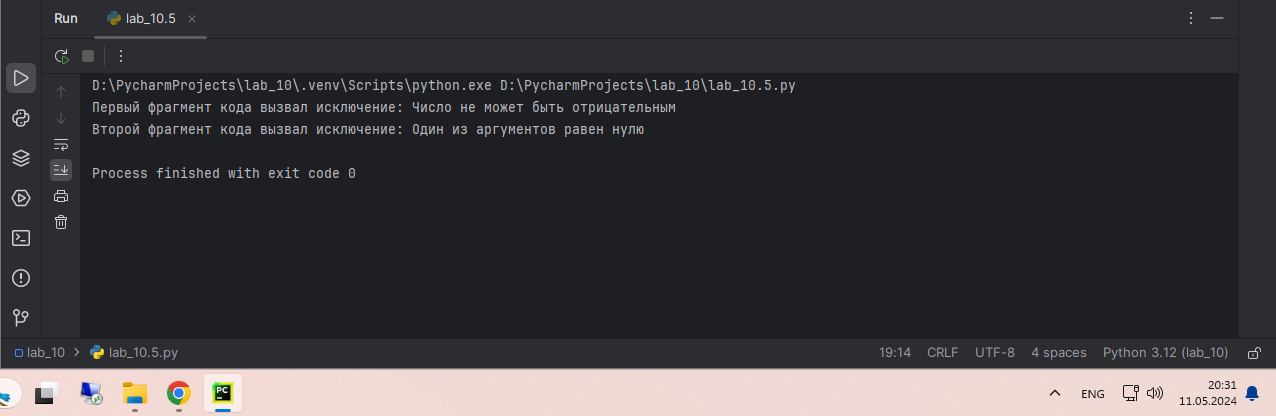 Run lab_10.5
D:\PycharmProjects\lab_10\.venv\Scripts\python.exe D:\PycharmProjects\lab_10\lab_10.5.py
Первый фрагмент кода вызвал исключение: Число не может быть отрицательным
Второй фрагмент кода вызвал исключение: Один из аргументов равен нулю
Process finished with exit code 0
lab_10 lab_10.5.py 19:14 CRLF UTF-8 4 spaces Python 3.12 (lab_10)
PC ENG 20:31
11.05.2024